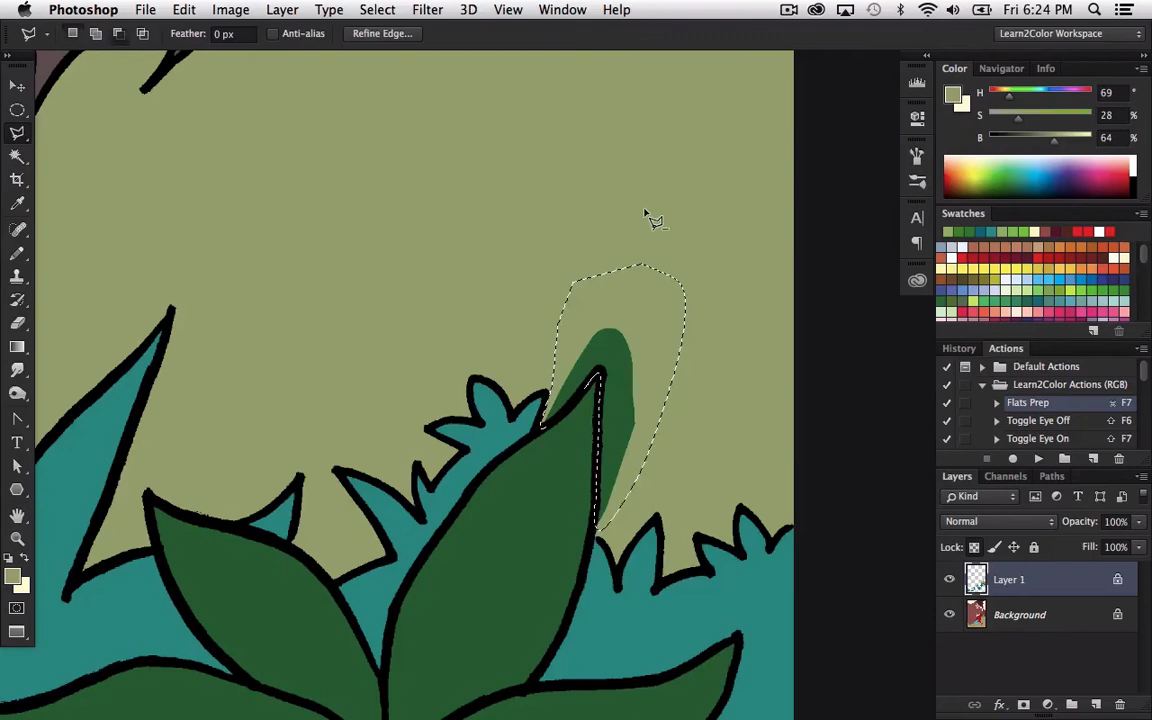 Photoshop File Edit Image Layer Type Select Filter 3D View Window Help Fri 6:24 PM
Feather: 0 px Anti-alias Refine Edge... Learn2Color Workspace
Color Navigator Info
H 69 °
S 28 %
B 64 %
Swatches
History Actions
Default Actions
Learn2Color Actions (RGB)
Flats Prep F7
Toggle Eye Off F6
Toggle Eye On F7
Layers Channels Paths
Kind
Normal Opacity: 100%
Lock: Fill: 100%
Layer 1
Background
fx